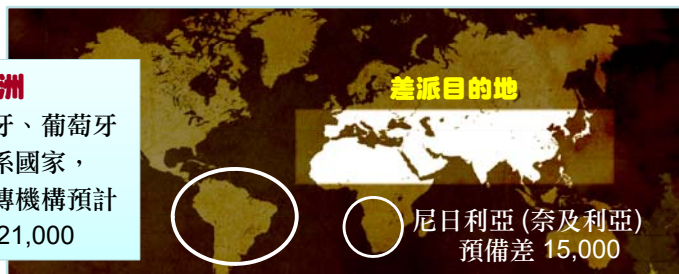 洲
牙、葡萄牙
系國家，
傳機構預計
21,000
差派目的地
尼日利亞 (奈及利亞)
預備差 15,000